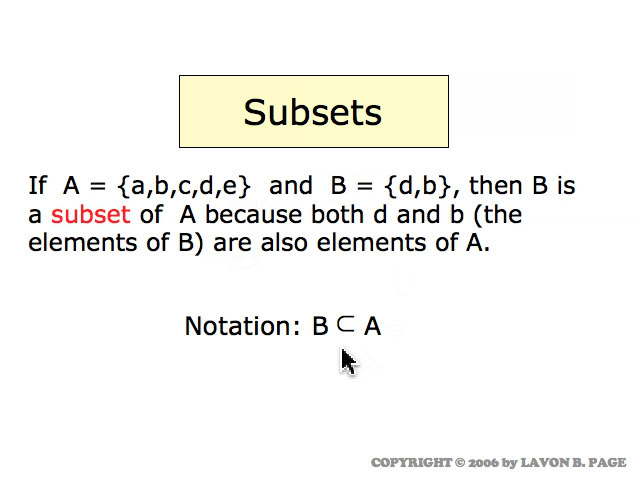 Subsets
If A = {a,b,c,d,e} and B = {d,b}, then B is
a subset of A because both d and b (the
elements of B) are also elements of A.
Notation: B ⊂ A
COPYRIGHT © 2006 by LAVON B. PAGE